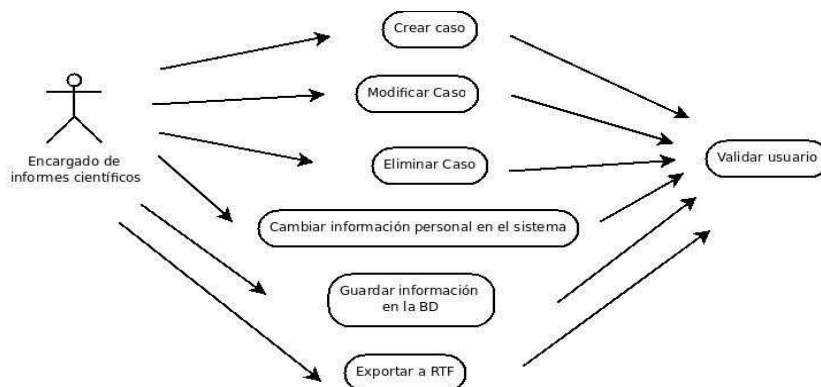 Crear caso
Modificar Caso
Eliminar Caso
Validar usuario
Encargado de
informes científicos
Cambiar información personal en el sistema
Guardar información
en la BD
Exportar a RTF